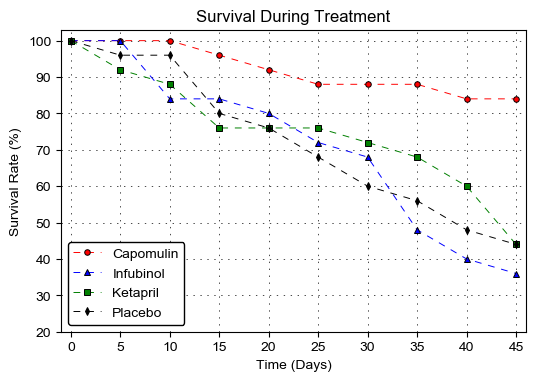 Survival During Treatment
Survival Rate (%)
100
90
80
70
60
50
40
30
20
Capomulin
Infubinol
Ketapril
Placebo
0 5 10 15 20 25 30 35 40 45
Time (Days)